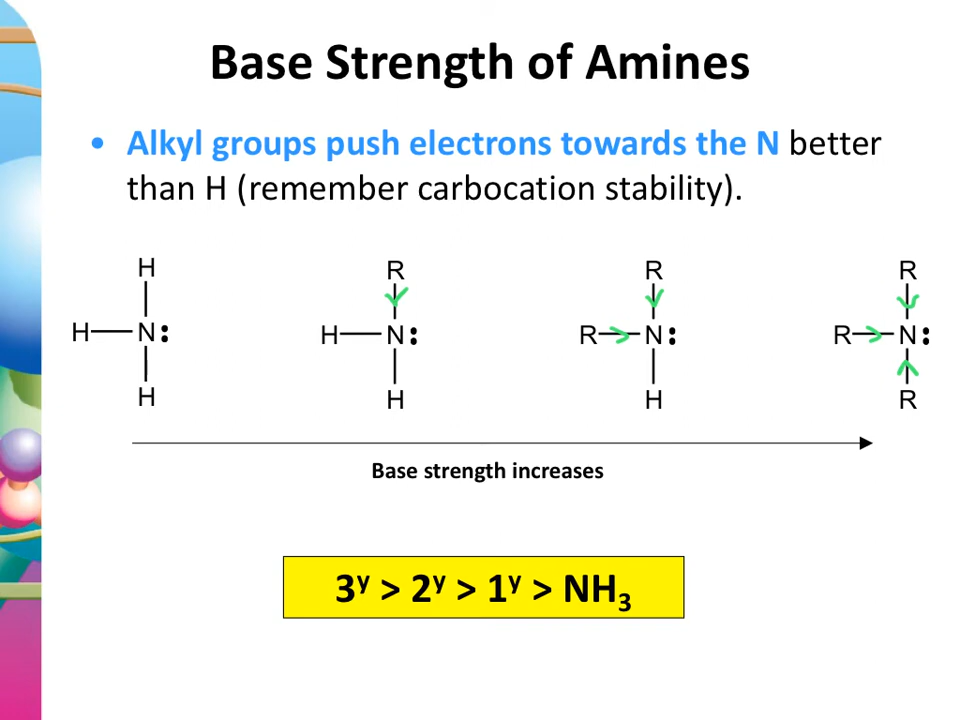 Base Strength of Amines
• Alkyl groups push electrons towards the N better
than H (remember carbocation stability).
H R R R
H N : H N : R N : R N :
H H H R
Base strength increases
3ʸ > 2ʸ > 1ʸ > NH₃